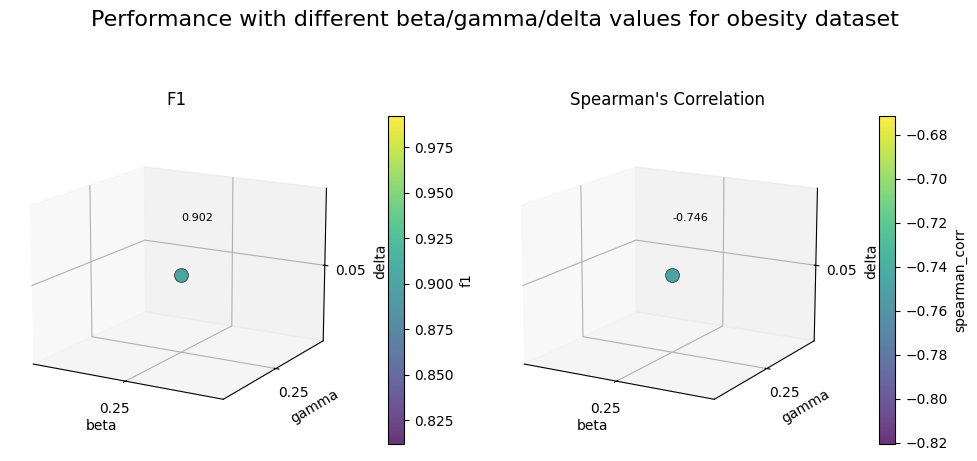 Performance with different beta/gamma/delta values for obesity dataset
F1
0.902
0.05
delta
0.25
beta
0.25
gamma
0.975
0.950
0.925
0.900
0.875
0.850
0.825
f1
Spearman's Correlation
-0.746
0.05
delta
0.25
beta
0.25
gamma
−0.68
−0.70
−0.72
−0.74
−0.76
−0.78
−0.80
−0.82
spearman_corr